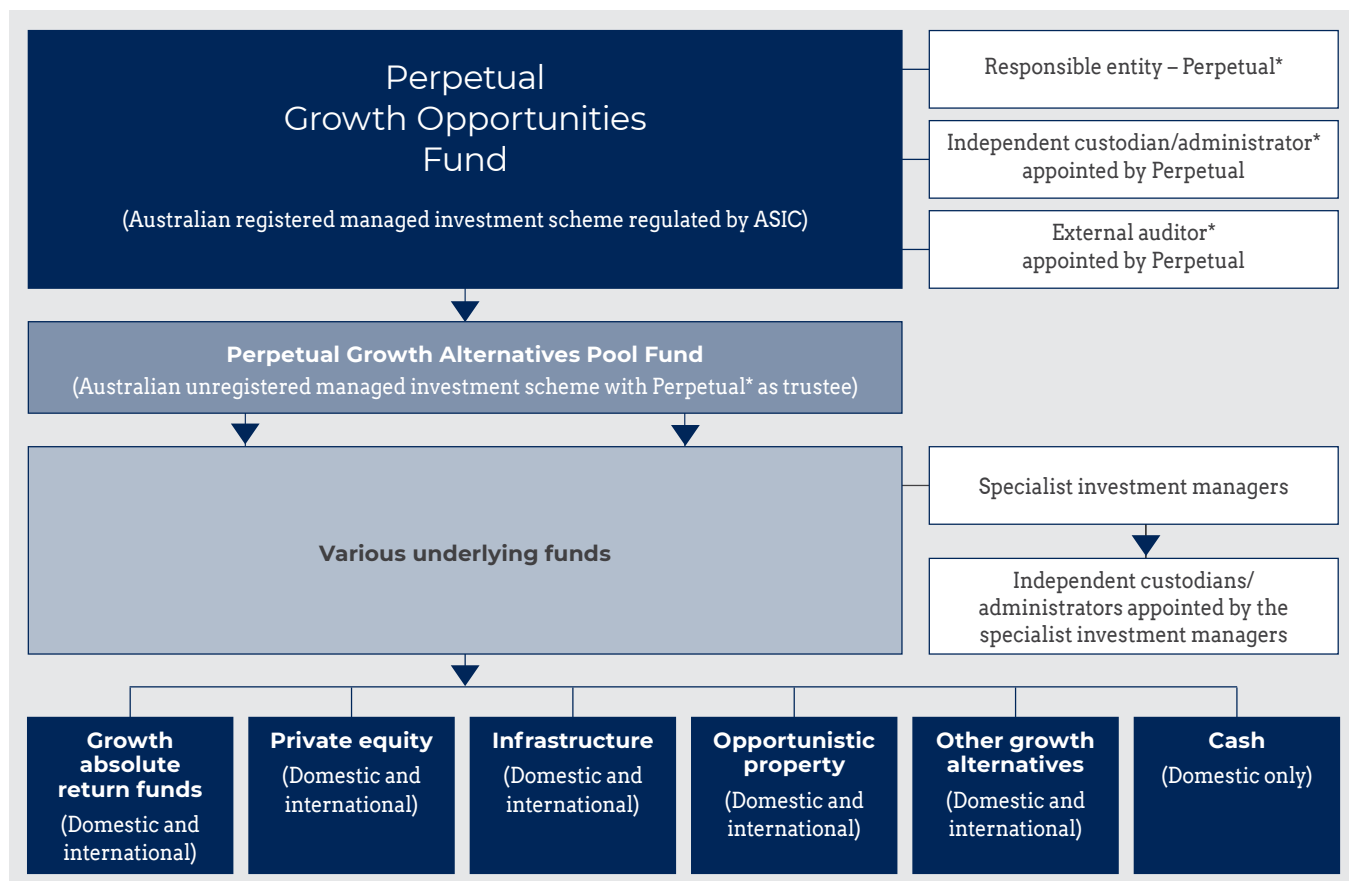 Perpetual
Growth Opportunities
Fund
(Australian registered managed investment scheme regulated by ASIC)
Responsible entity – Perpetual*
Independent custodian/administrator*
appointed by Perpetual
External auditor*
appointed by Perpetual
Perpetual Growth Alternatives Pool Fund
(Australian unregistered managed investment scheme with Perpetual* as trustee)
Various underlying funds
Specialist investment managers
Independent custodians/
administrators appointed by the
specialist investment managers
Growth
absolute
return funds
(Domestic and
international)
Private equity
(Domestic and
international)
Infrastructure
(Domestic and
international)
Opportunistic
property
(Domestic and
international)
Other growth
alternatives
(Domestic and
international)
Cash
(Domestic only)